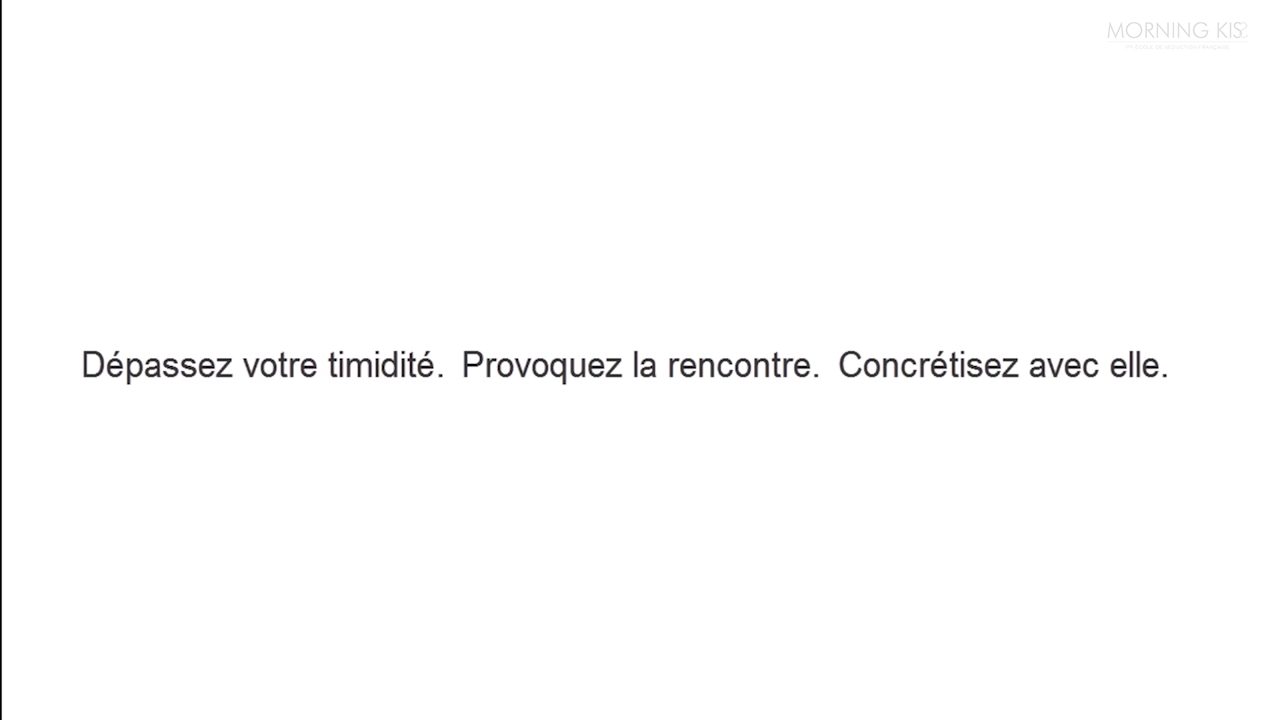 MORNING KISS
Dépassez votre timidité. Provoquez la rencontre. Concrétisez avec elle.